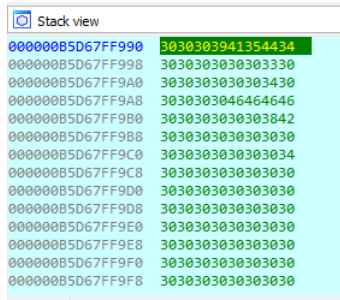 Stack view
000000B5D67FF990 3030303941354434
000000B5D67FF998 3030303030303330
000000B5D67FF9A0 3030303030303430
000000B5D67FF9A8 3030303046464646
000000B5D67FF9B0 3030303030303842
000000B5D67FF9B8 3030303030303030
000000B5D67FF9C0 3030303030303034
000000B5D67FF9C8 3030303030303030
000000B5D67FF9D0 3030303030303030
000000B5D67FF9D8 3030303030303030
000000B5D67FF9E0 3030303030303030
000000B5D67FF9E8 3030303030303030
000000B5D67FF9F0 3030303030303030
000000B5D67FF9F8 3030303030303030